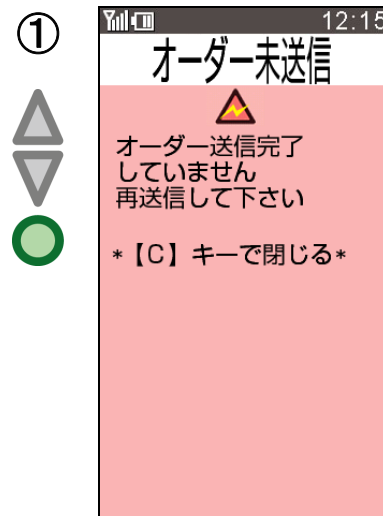 ①
12:15
オーダー未送信
オーダー送信完了
していません
再送信して下さい
*【C】キーで閉じる*